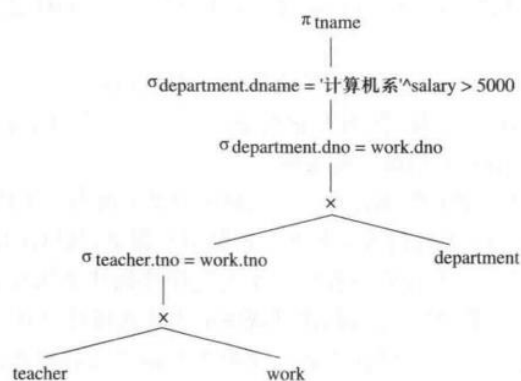 π tname
σ department.dname = '计算机系'^salary > 5000
σ department.dno = work.dno
×
σ teacher.tno = work.tno
department
×
teacher
work